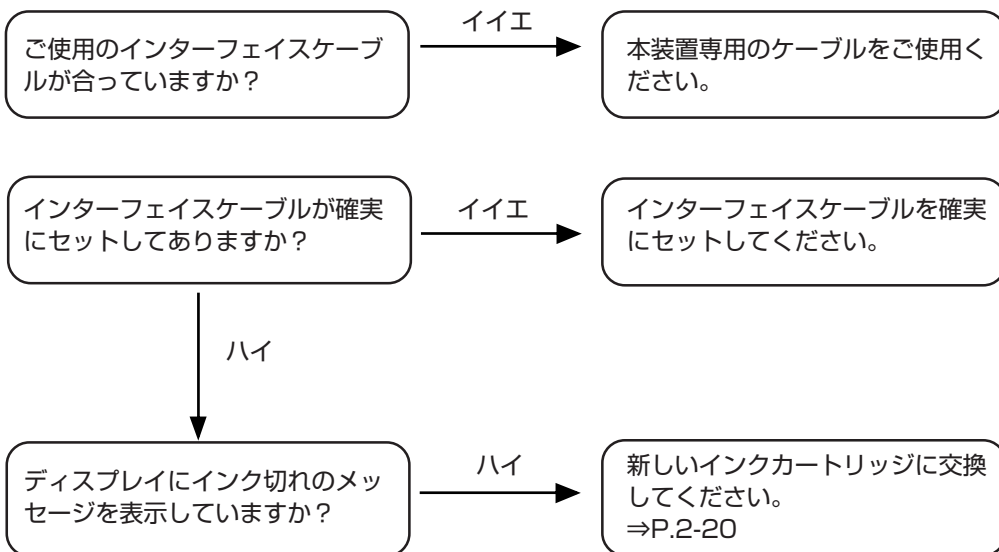 ご使用のインターフェイスケーブ
ルが合っていますか？
イイエ
本装置専用のケーブルをご使用く
ださい。
インターフェイスケーブルが確実
にセットしてありますか？
イイエ
インターフェイスケーブルを確実
にセットしてください。
ハイ
ディスプレイにインク切れのメッ
セージを表示していますか？
ハイ
新しいインクカートリッジに交換
してください。
⇒P.2-20